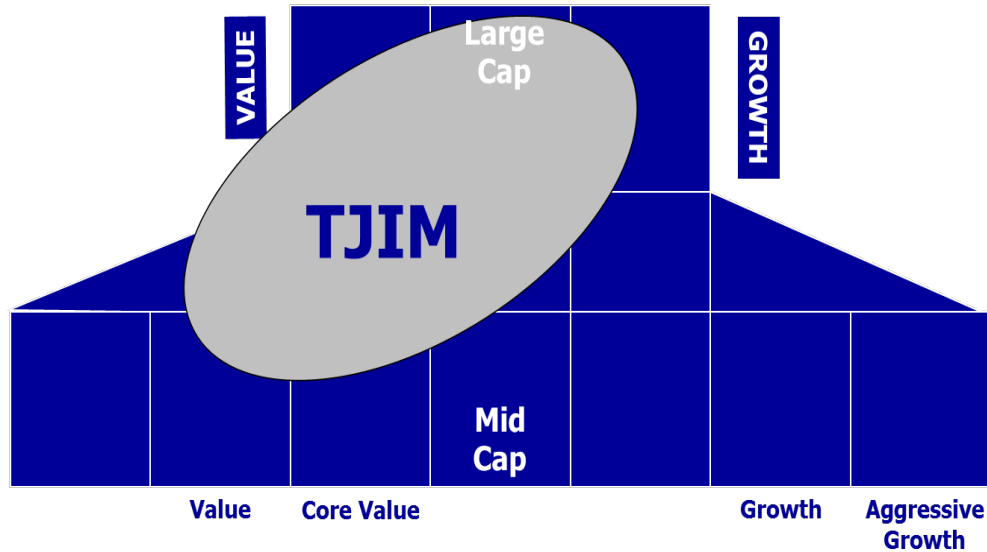 VALUE
Large
Cap
GROWTH
TJIM
Mid
Cap
Value
Core Value
Growth
Aggressive
Growth